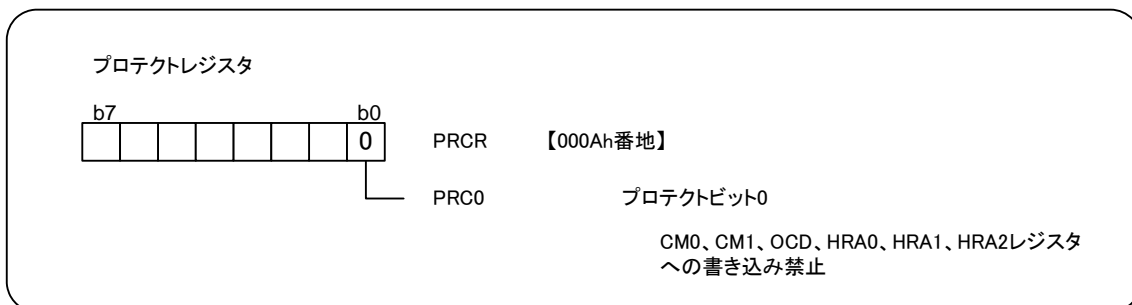 プロテクトレジスタ
b7 b0
0 PRCR 【000Ah番地】
PRC0 プロテクトビット0
CM0、CM1、OCD、HRA0、HRA1、HRA2レジスタ
への書き込み禁止